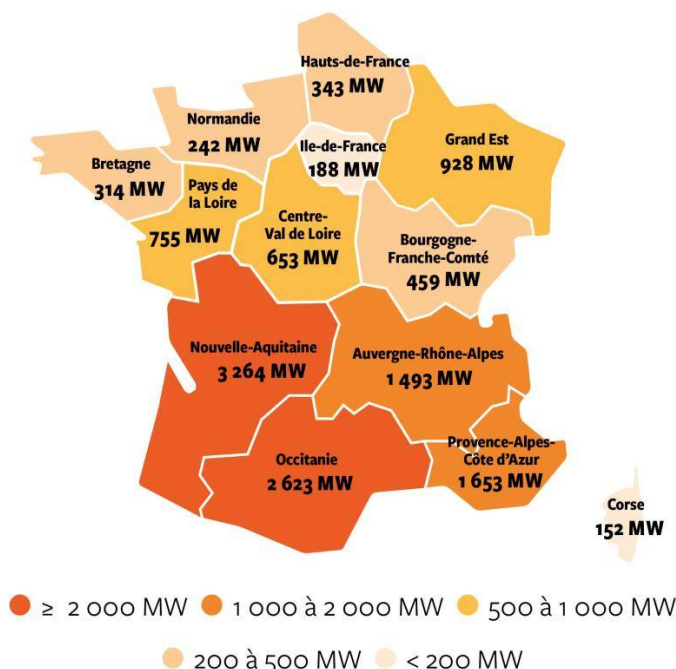 Hauts-de-France
343 MW
Normandie
242 MW
Ile-de-France
188 MW
Grand Est
928 MW
Bretagne
314 MW
Pays de
la Loire
755 MW
Centre-
Val de Loire
653 MW
Bourgogne-
Franche-Comté
459 MW
Nouvelle-Aquitaine
3 264 MW
Auvergne-Rhône-Alpes
1 493 MW
Occitanie
2 623 MW
Provence-Alpes-
Côte d'Azur
1 653 MW
Corse
152 MW
≥ 2 000 MW
1 000 à 2 000 MW
500 à 1 000 MW
200 à 500 MW
< 200 MW